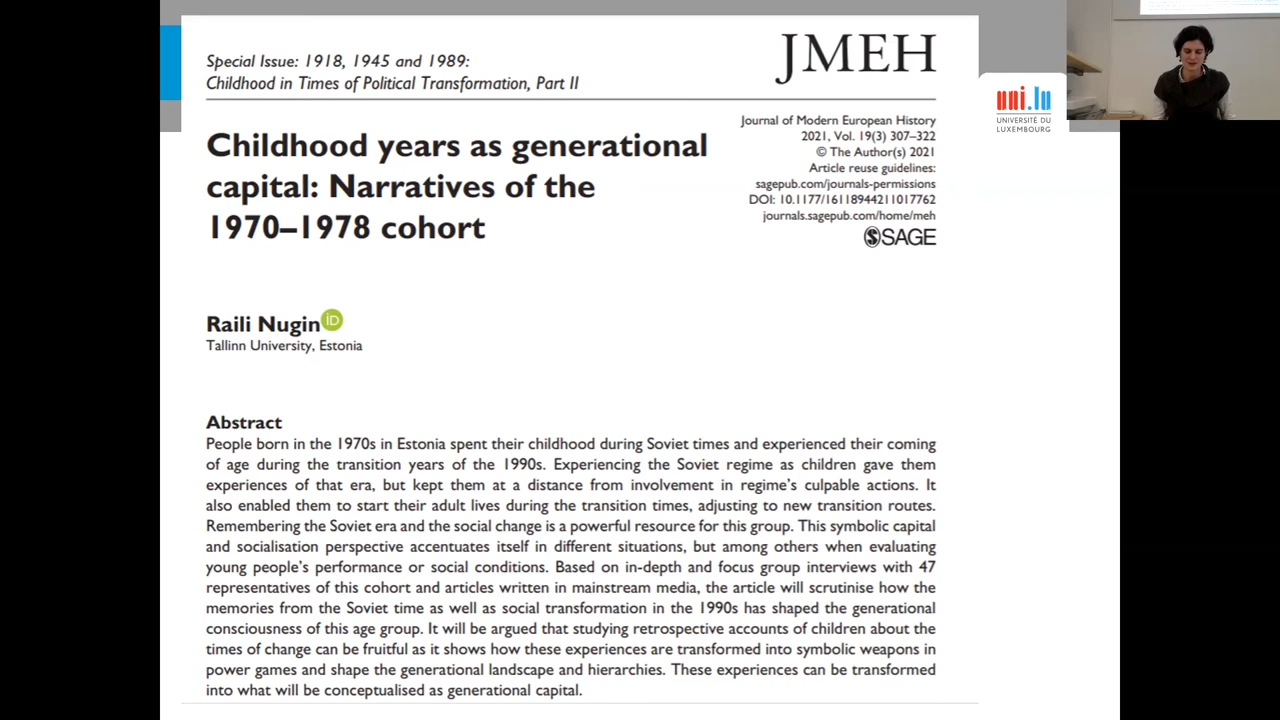 Special Issue: 1918, 1945 and 1989:
Childhood in Times of Political Transformation, Part II
JMEH
Childhood years as generational
capital: Narratives of the
1970–1978 cohort
Journal of Modern European History
2021, Vol. 19(3) 307–322
© The Author(s) 2021
Article reuse guidelines:
sagepub.com/journals-permissions
DOI: 10.1177/16118944211017762
journals.sagepub.com/home/meh
SAGE
uni.lu
UNIVERSITÉ DU
LUXEMBOURG
Raili Nugin iD
Tallinn University, Estonia
Abstract
People born in the 1970s in Estonia spent their childhood during Soviet times and experienced their coming
of age during the transition years of the 1990s. Experiencing the Soviet regime as children gave them
experiences of that era, but kept them at a distance from involvement in regime's culpable actions. It
also enabled them to start their adult lives during the transition times, adjusting to new transition routes.
Remembering the Soviet era and the social change is a powerful resource for this group. This symbolic capital
and socialisation perspective accentuates itself in different situations, but among others when evaluating
young people's performance or social conditions. Based on in-depth and focus group interviews with 47
representatives of this cohort and articles written in mainstream media, the article will scrutinise how the
memories from the Soviet time as well as social transformation in the 1990s has shaped the generational
consciousness of this age group. It will be argued that studying retrospective accounts of children about the
times of change can be fruitful as it shows how these experiences are transformed into symbolic weapons in
power games and shape the generational landscape and hierarchies. These experiences can be transformed
into what will be conceptualised as generational capital.